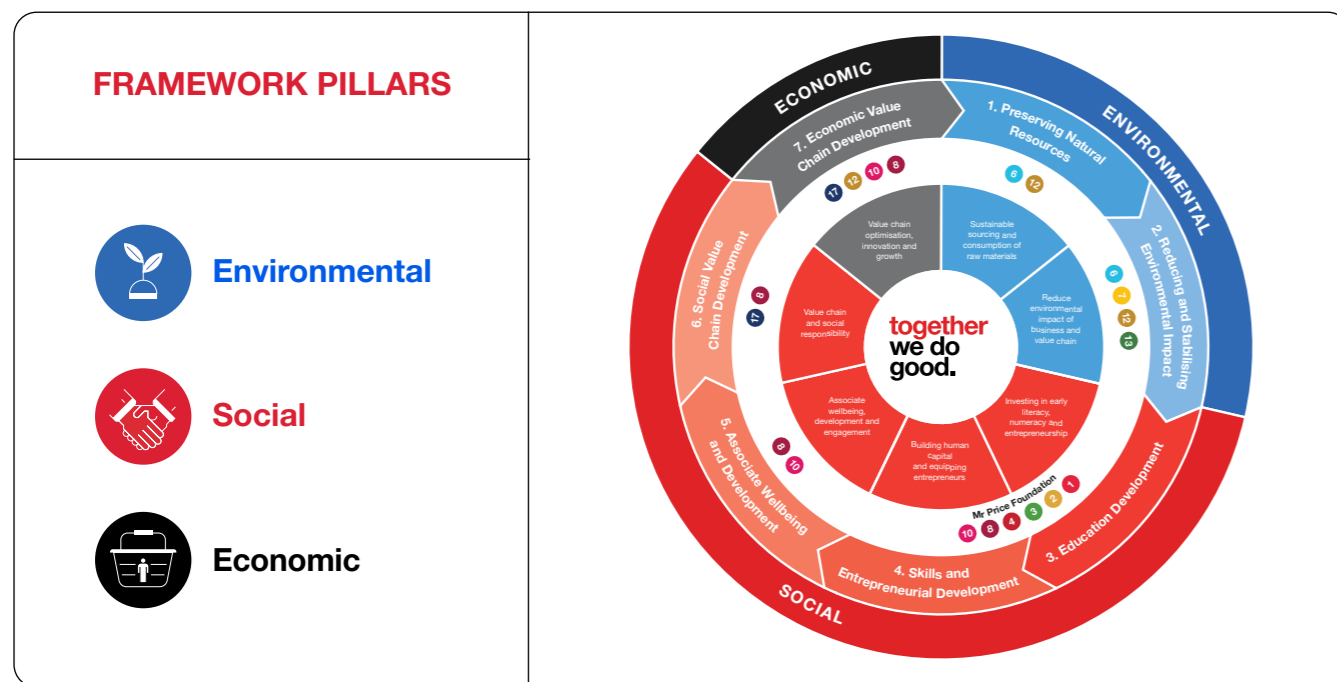 FRAMEWORK PILLARS
Environmental
Social
Economic
ECONOMIC
ENVIRONMENTAL
SOCIAL
1. Preserving Natural
Resources
2. Reducing and Stabilising
Environmental Impact
3. Education Development
4. Skills and
Entrepreneurial Development
5. Associate Wellbeing
and Development
6. Social Value
Chain Development
7. Economic Value
Chain Development
6 12
6 7 12 13
Mr Price Foundation
10 8 4 3 2 1
8 10
17 8
17 12 10 8
Sustainable
sourcing and
consumption of
raw materials
Reduce
environmental
impact of
business and
value chain
Investing in early
literacy,
numeracy and
entrepreneurship
Building human
capital
and equipping
entrepreneurs
Associate
wellbeing,
development and
engagement
Value chain
and social
responsibility
Value chain
optimisation,
innovation and
growth
together
we do
good.